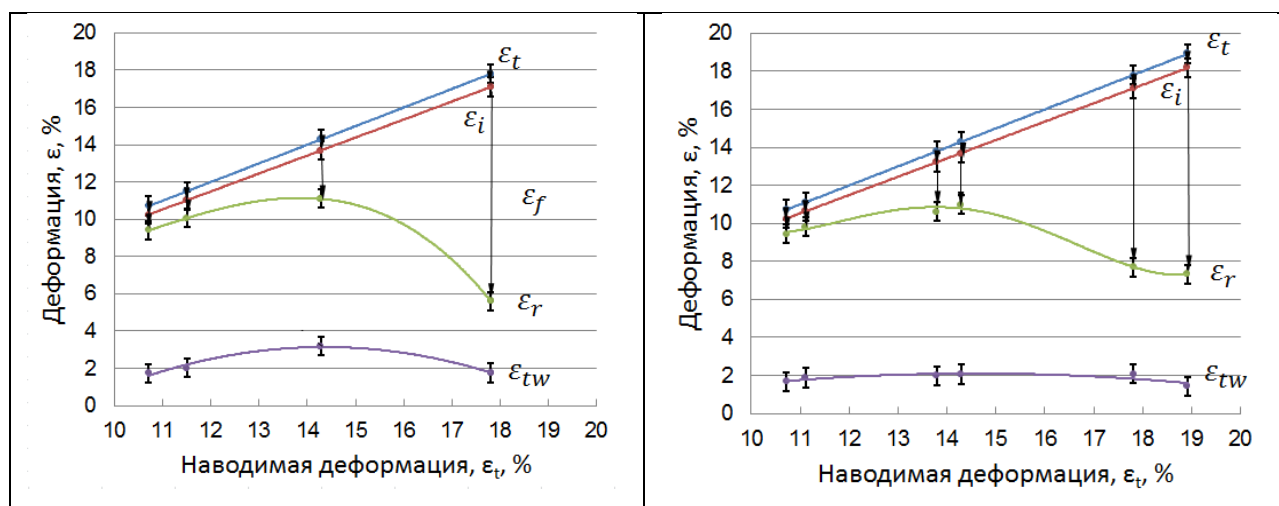 Деформация, ε, %
20
18
16
14
12
10
8
6
4
2
0
10 11 12 13 14 15 16 17 18 19 20
Наводимая деформация, εt, %
εt
εi
εf
εr
εtw
Деформация, ε, %
20
18
16
14
12
10
8
6
4
2
0
10 11 12 13 14 15 16 17 18 19 20
Наводимая деформация, εt, %
εt
εi
εr
εtw